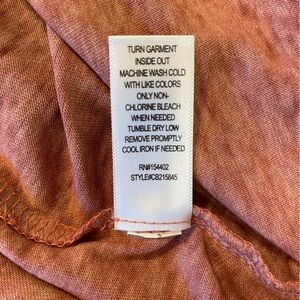 TURN GARMENT
INSIDE OUT
MACHINE WASH COLD
WITH LIKE COLORS
ONLY NON-
CHLORINE BLEACH
WHEN NEEDED
TUMBLE DRY LOW
REMOVE PROMPTLY
COOL IRON IF NEEDED
RN#154402
STYLE#CB215845